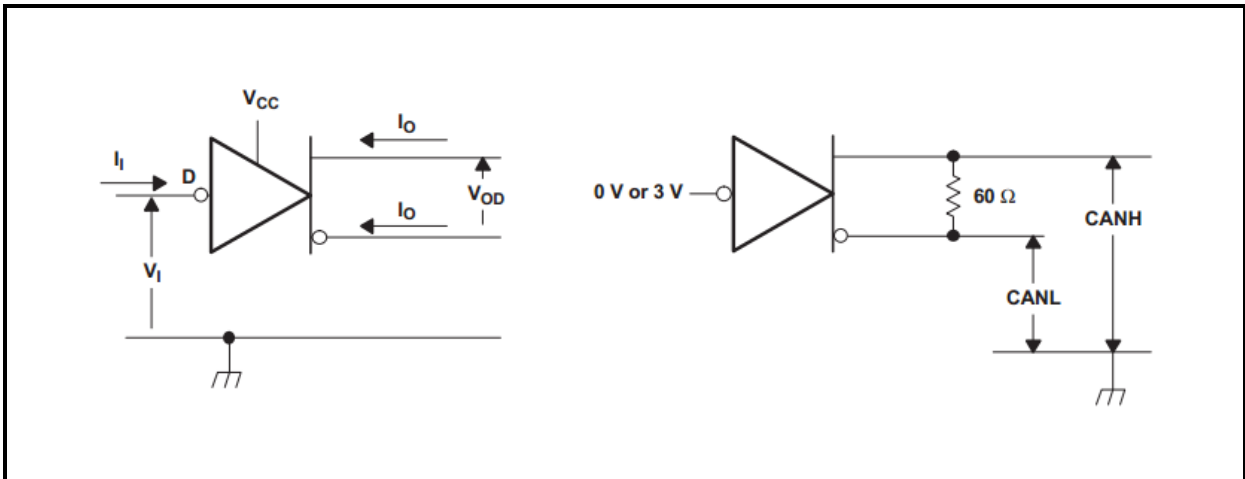 VCC
IO
II
D
VOD
IO
VI
0 V or 3 V
60 Ω
CANH
CANL